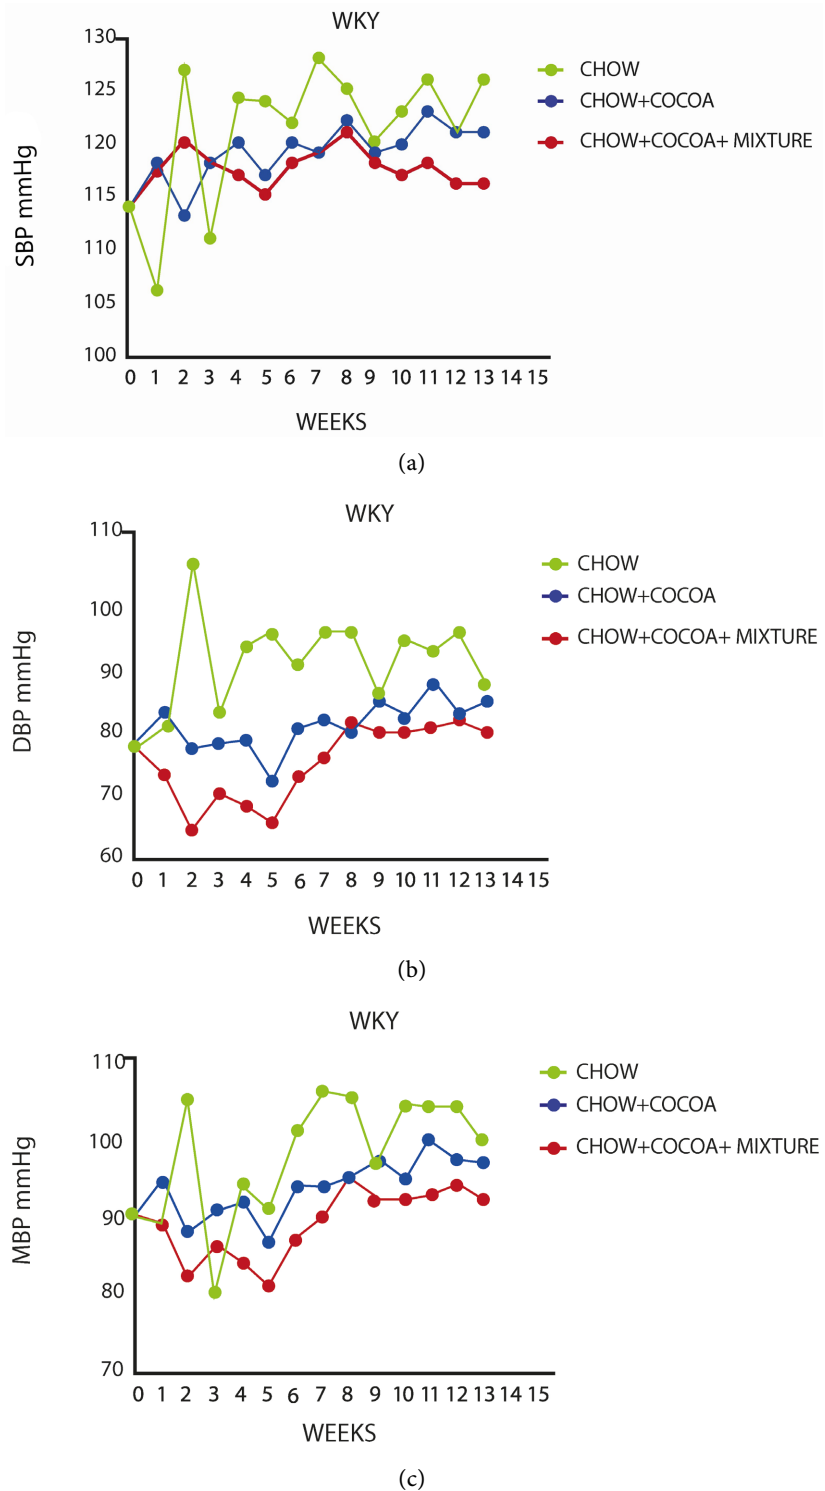 WKY
130
125
120
115
110
105
100
SBP mmHg
0 1 2 3 4 5 6 7 8 9 10 11 12 13 14 15
WEEKS
CHOW
CHOW+COCOA
CHOW+COCOA+ MIXTURE
(a)
WKY
110
100
90
80
70
60
DBP mmHg
0 1 2 3 4 5 6 7 8 9 10 11 12 13 14 15
WEEKS
CHOW
CHOW+COCOA
CHOW+COCOA+ MIXTURE
(b)
WKY
110
100
90
80
70
MBP mmHg
0 1 2 3 4 5 6 7 8 9 10 11 12 13 14 15
WEEKS
CHOW
CHOW+COCOA
CHOW+COCOA+ MIXTURE
(c)